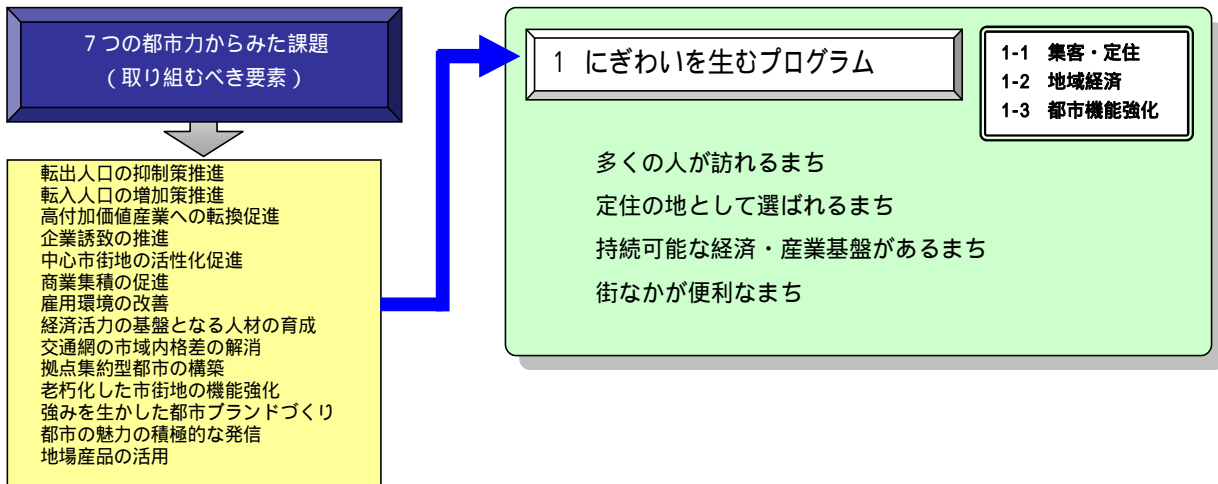 7つの都市力からみた課題
（取り組むべき要素）
転出人口の抑制策推進
転入人口の増加策推進
高付加価値産業への転換促進
企業誘致の推進
中心市街地の活性化促進
商業集積の促進
雇用環境の改善
経済活力の基盤となる人材の育成
交通網の市域内格差の解消
拠点集約型都市の構築
老朽化した市街地の機能強化
強みを生かした都市ブランドづくり
都市の魅力の積極的な発信
地場産品の活用
1 にぎわいを生むプログラム
1-1 集客・定住
1-2 地域経済
1-3 都市機能強化
多くの人が訪れるまち
定住の地として選ばれるまち
持続可能な経済・産業基盤があるまち
街なかが便利なまち